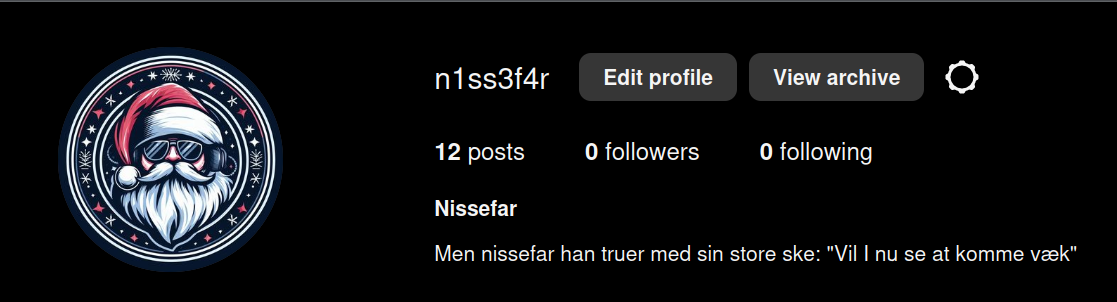 n1ss3f4r Edit profile View archive
12 posts 0 followers 0 following
Nissefar
Men nissefar han truer med sin store ske: "Vil I nu se at komme væk"